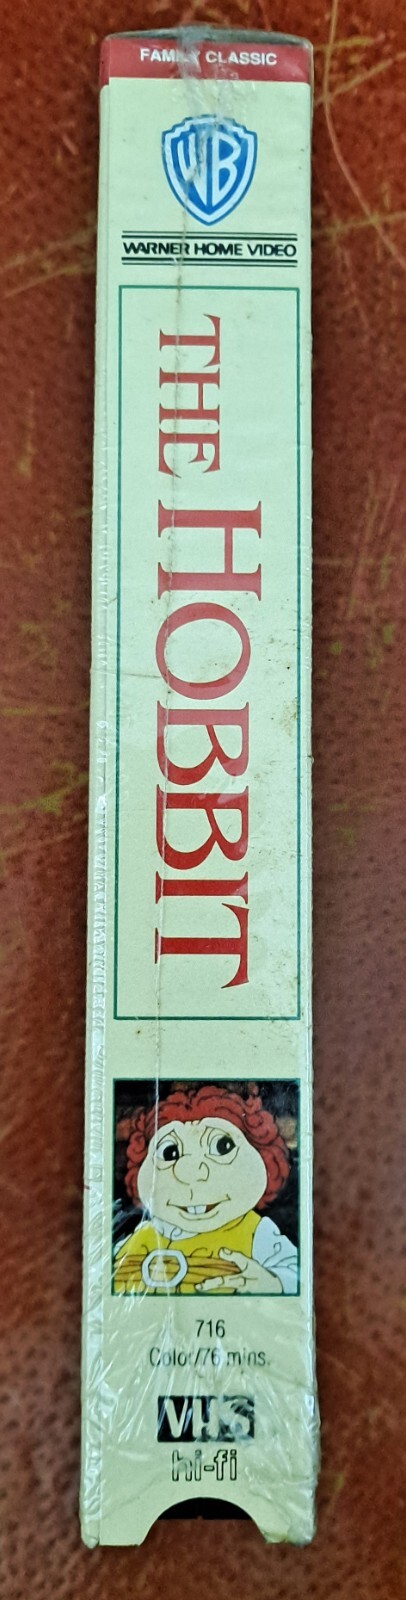 FAMILY CLASSIC
WB
WARNER HOME VIDEO
THE HOBBIT
716
Color/76 mins.
VHS
hi-fi